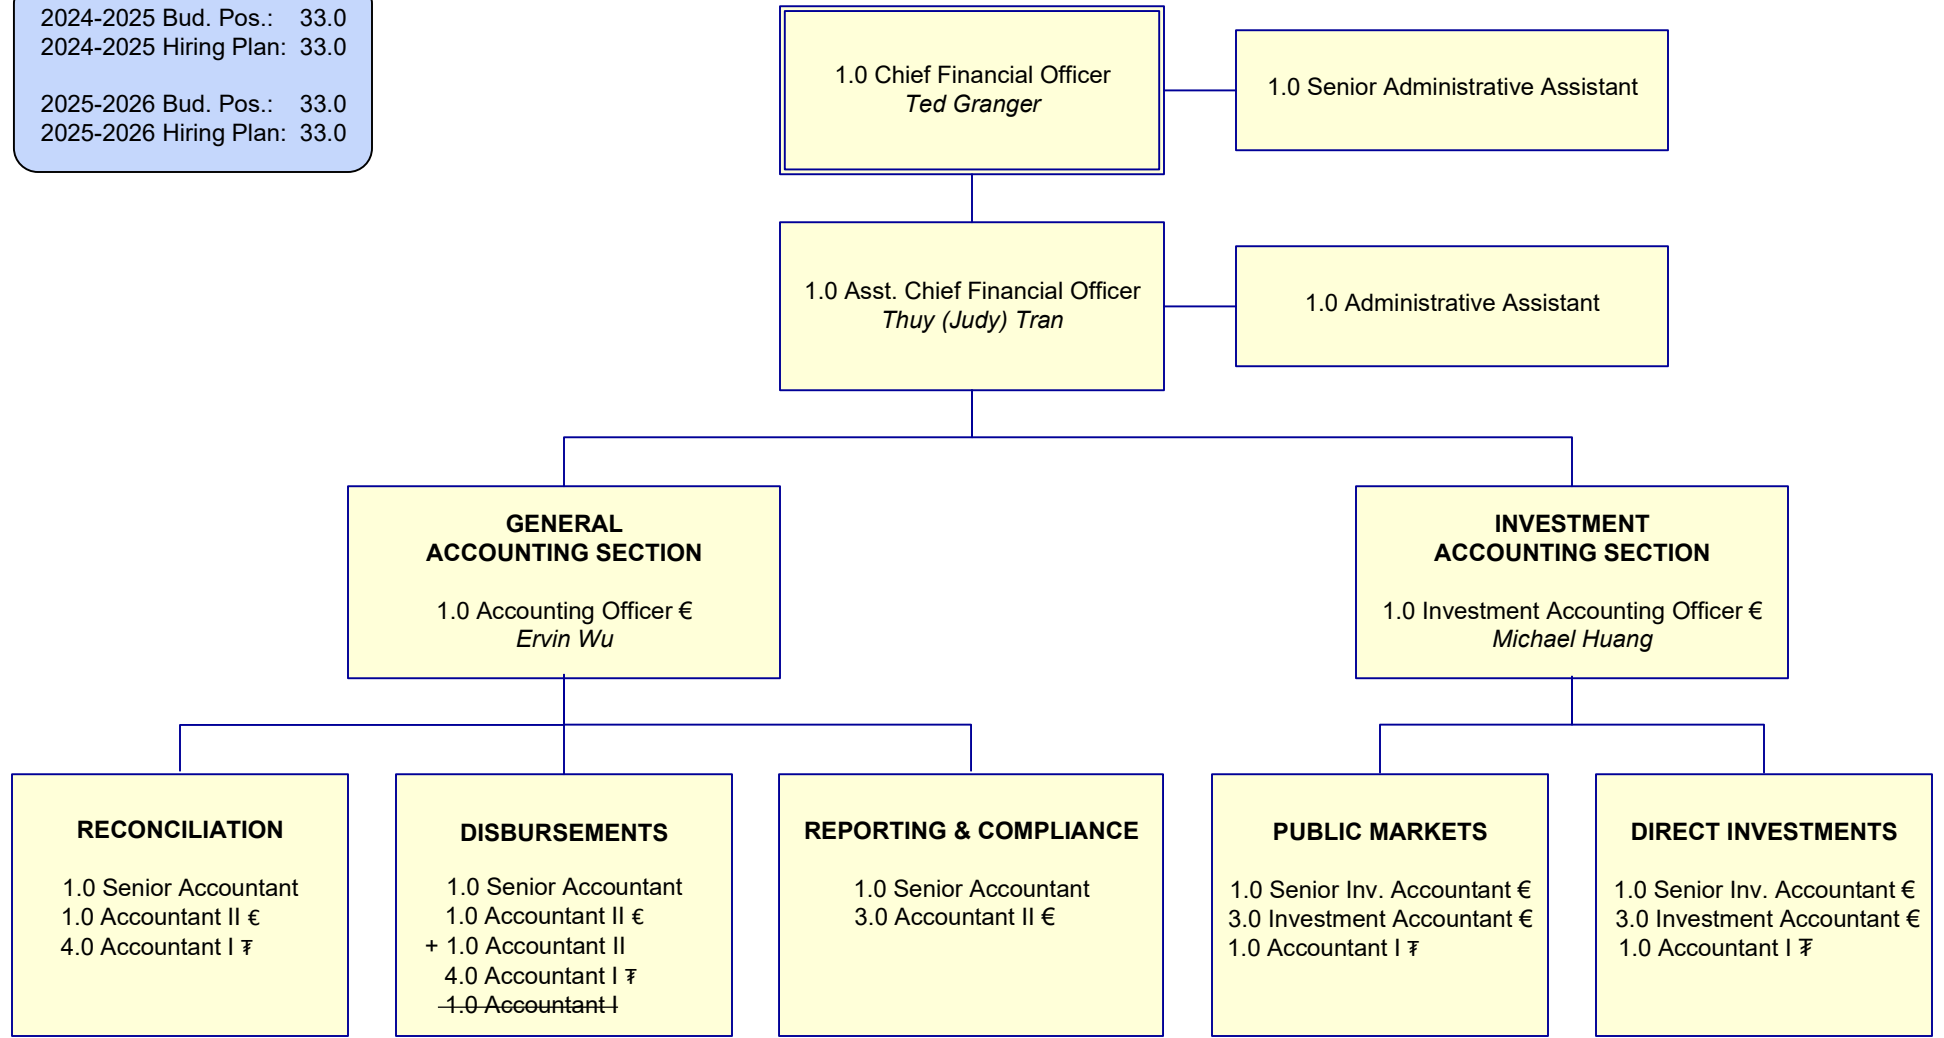 2024-2025 Bud. Pos.: 33.0
2024-2025 Hiring Plan: 33.0
2025-2026 Bud. Pos.: 33.0
2025-2026 Hiring Plan: 33.0
1.0 Chief Financial Officer
Ted Granger
1.0 Senior Administrative Assistant
1.0 Asst. Chief Financial Officer
Thuy (Judy) Tran
1.0 Administrative Assistant
GENERAL
ACCOUNTING SECTION
1.0 Accounting Officer €
Ervin Wu
INVESTMENT
ACCOUNTING SECTION
1.0 Investment Accounting Officer €
Michael Huang
RECONCILIATION
1.0 Senior Accountant
1.0 Accountant II €
4.0 Accountant I ₮
DISBURSEMENTS
1.0 Senior Accountant
1.0 Accountant II €
+ 1.0 Accountant II
4.0 Accountant I ₮
1.0 Accountant I
REPORTING & COMPLIANCE
1.0 Senior Accountant
3.0 Accountant II €
PUBLIC MARKETS
1.0 Senior Inv. Accountant €
3.0 Investment Accountant €
1.0 Accountant I ₮
DIRECT INVESTMENTS
1.0 Senior Inv. Accountant €
3.0 Investment Accountant €
1.0 Accountant I ₮